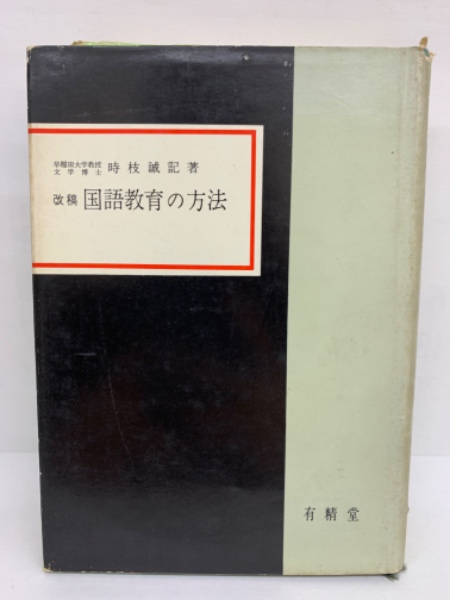 早稲田大学教授
文学博士 時枝誠記著
改稿 国語教育の方法
有精堂